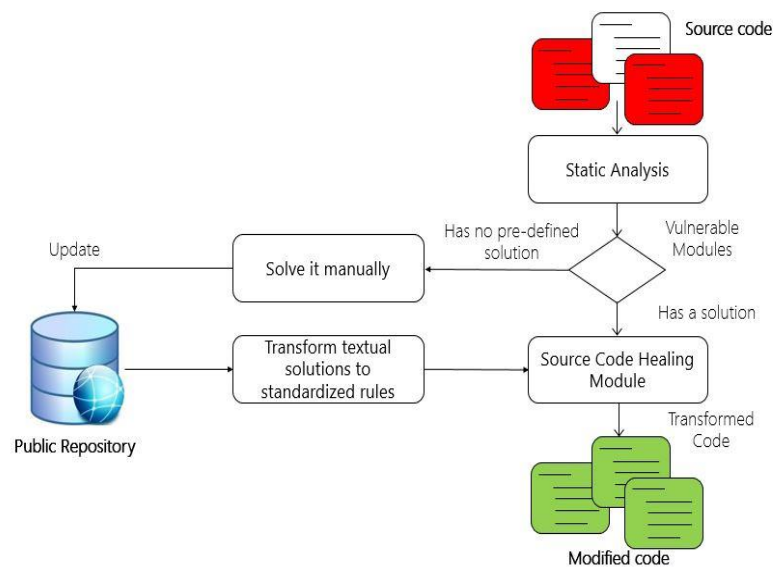 Source code
Static Analysis
Has no pre-defined
solution
Vulnerable
Modules
Update
Solve it manually
Has a solution
Transform textual
solutions to
standardized rules
Source Code Healing
Module
Public Repository
Transformed
Code
Modified code